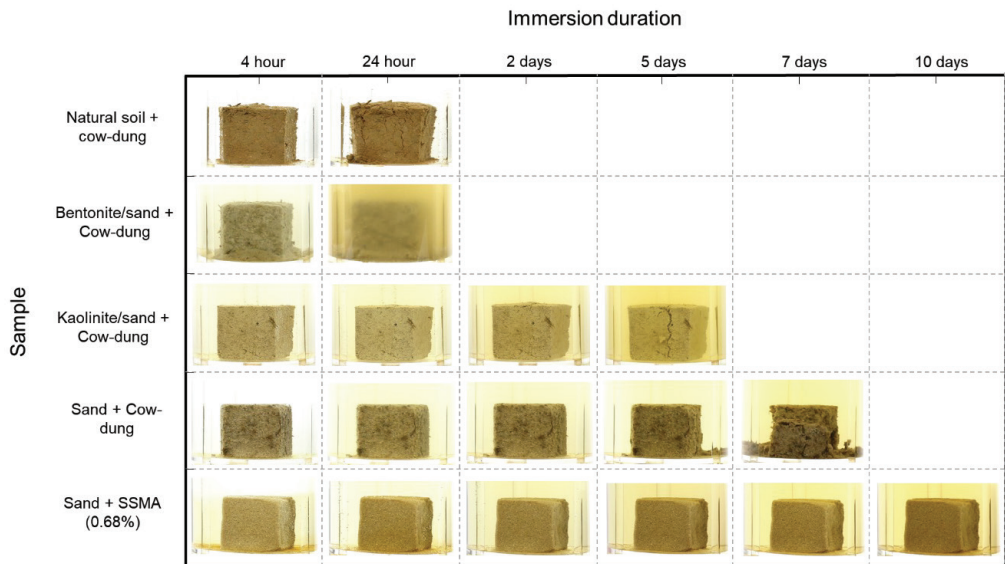 Immersion duration
4 hour
24 hour
2 days
5 days
7 days
10 days
Sample
Natural soil +
cow-dung
Bentonite/sand +
Cow-dung
Kaolinite/sand +
Cow-dung
Sand + Cow-
dung
Sand + SSMA
(0.68%)